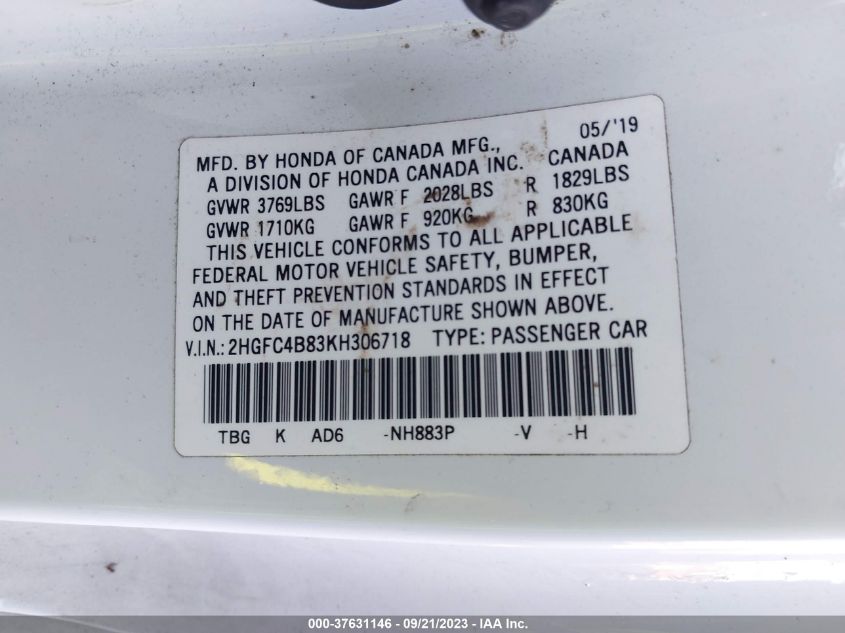 05/'19
MFD. BY HONDA OF CANADA MFG.,
A DIVISION OF HONDA CANADA INC. CANADA
GVWR 3769LBS GAWR F 2028LBS R 1829LBS
GVWR 1710KG GAWR F 920KG R 830KG
THIS VEHICLE CONFORMS TO ALL APPLICABLE
FEDERAL MOTOR VEHICLE SAFETY, BUMPER,
AND THEFT PREVENTION STANDARDS IN EFFECT
ON THE DATE OF MANUFACTURE SHOWN ABOVE.
V.I.N.: 2HGFC4B83KH306718 TYPE: PASSENGER CAR
TBG K AD6 -NH883P -V -H
000-37631146 - 09/21/2023 - IAA Inc.